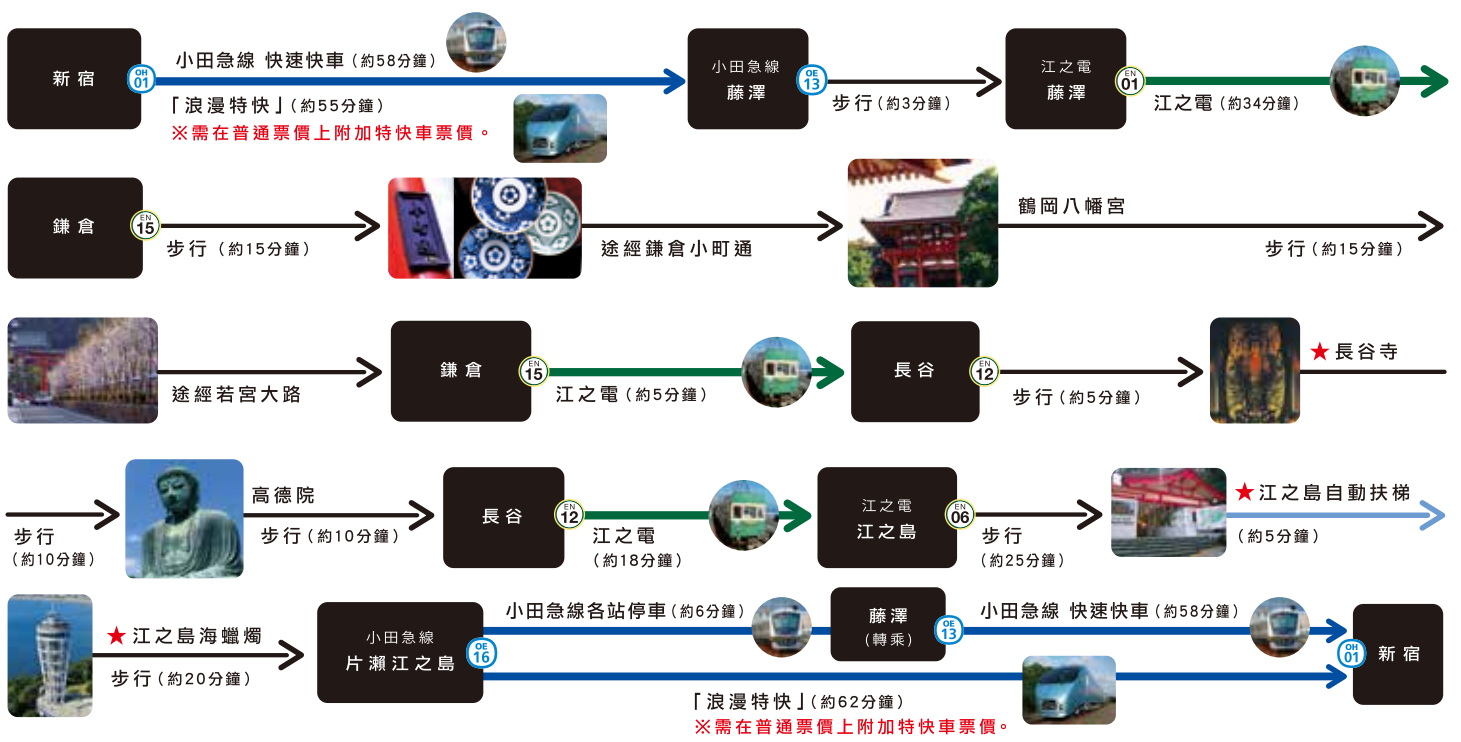 新宿
OH
01
小田急線 快速快車（約58分鐘）
「浪漫特快」（約55分鐘）
※需在普通票價上附加特快車票價。
小田急線
藤澤
OE
13
步行（約3分鐘）
江之電
藤澤
EN
01
江之電（約34分鐘）
鎌倉
EN
15
步行（約15分鐘）
途經鎌倉小町通
鶴岡八幡宮
步行（約15分鐘）
途經若宮大路
鎌倉
EN
15
江之電（約5分鐘）
長谷
EN
12
步行（約5分鐘）
★長谷寺
步行
（約10分鐘）
高德院
步行（約10分鐘）
長谷
EN
12
江之電
（約18分鐘）
江之電
江之島
EN
06
步行
（約25分鐘）
★江之島自動扶梯
（約5分鐘）
★江之島海蠟燭
步行（約20分鐘）
小田急線
片瀨江之島
OE
16
小田急線各站停車（約6分鐘）
藤澤
（轉乘）
OE
13
小田急線 快速快車（約58分鐘）
「浪漫特快」（約62分鐘）
※需在普通票價上附加特快車票價。
OH
01
新宿